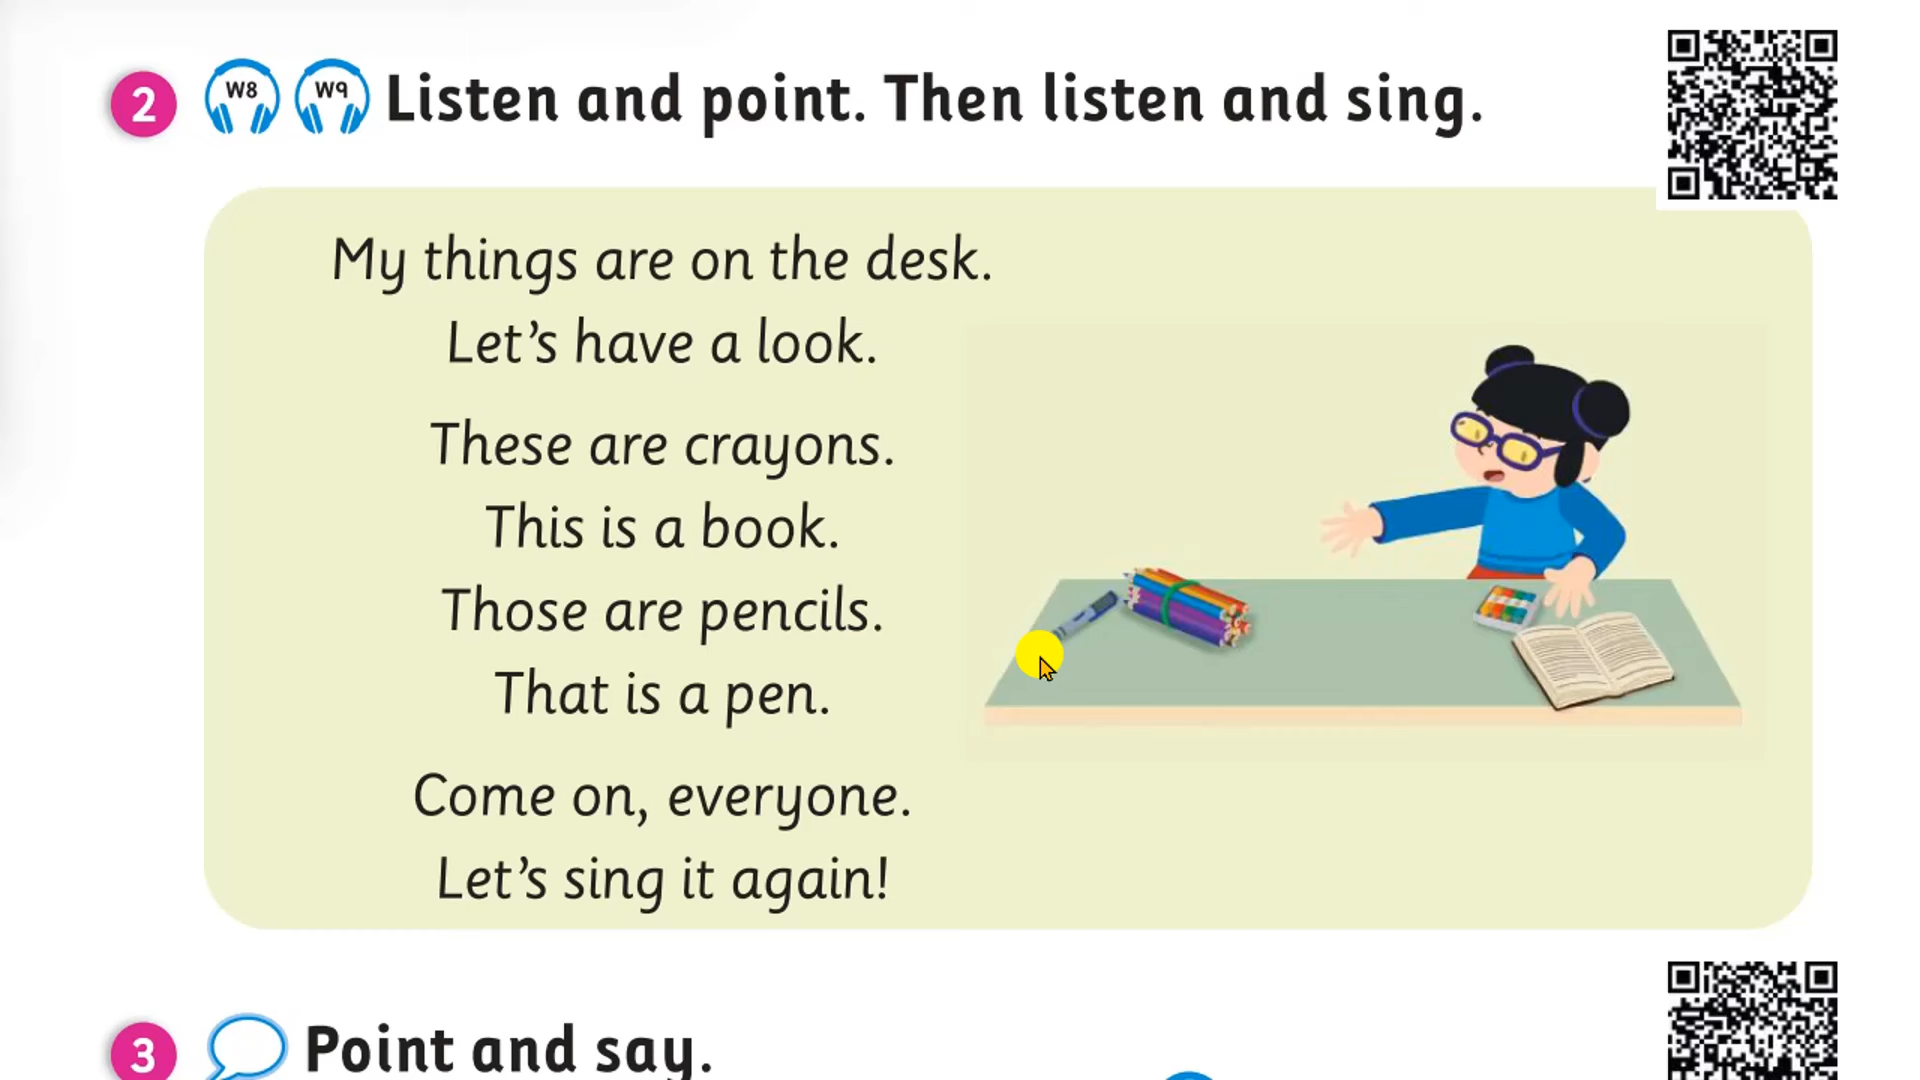 2 W8 W9 Listen and point. Then listen and sing.
My things are on the desk.
Let's have a look.
These are crayons.
This is a book.
Those are pencils.
That is a pen.
Come on, everyone.
Let's sing it again!
3 Point and say.